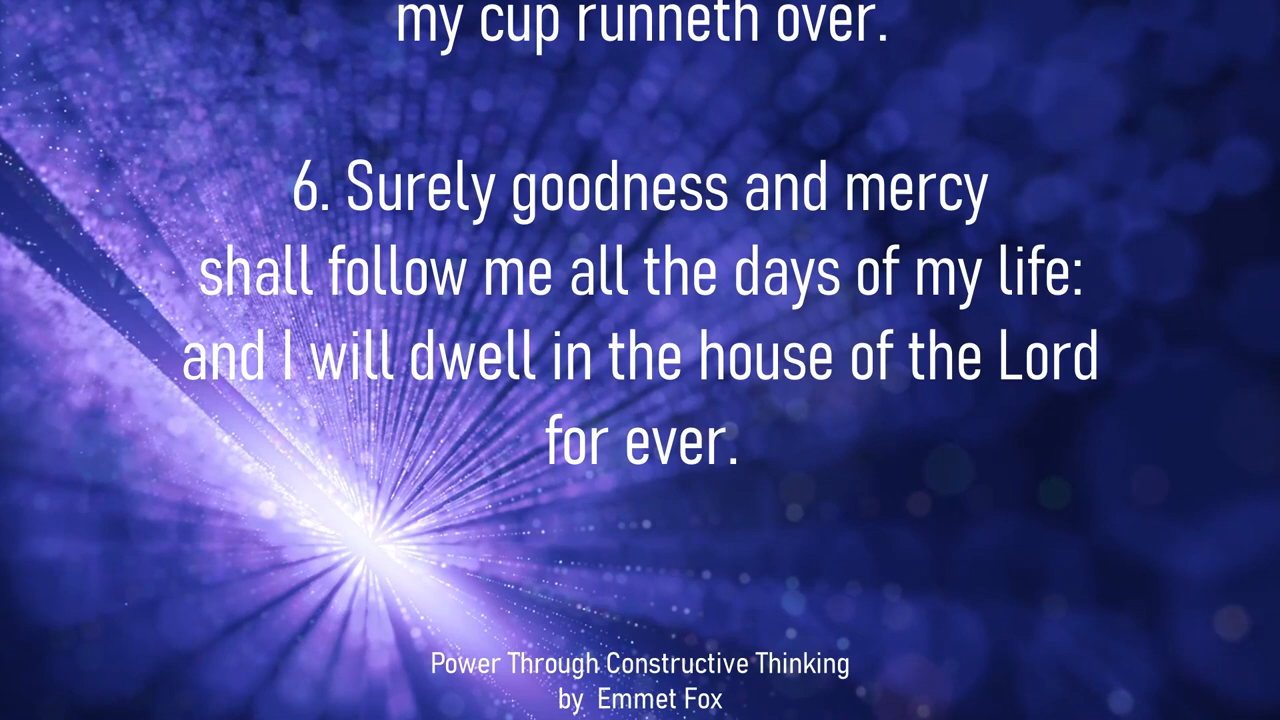 my cup runneth over.
6. Surely goodness and mercy
shall follow me all the days of my life:
and I will dwell in the house of the Lord
for ever.
Power Through Constructive Thinking
by Emmet Fox